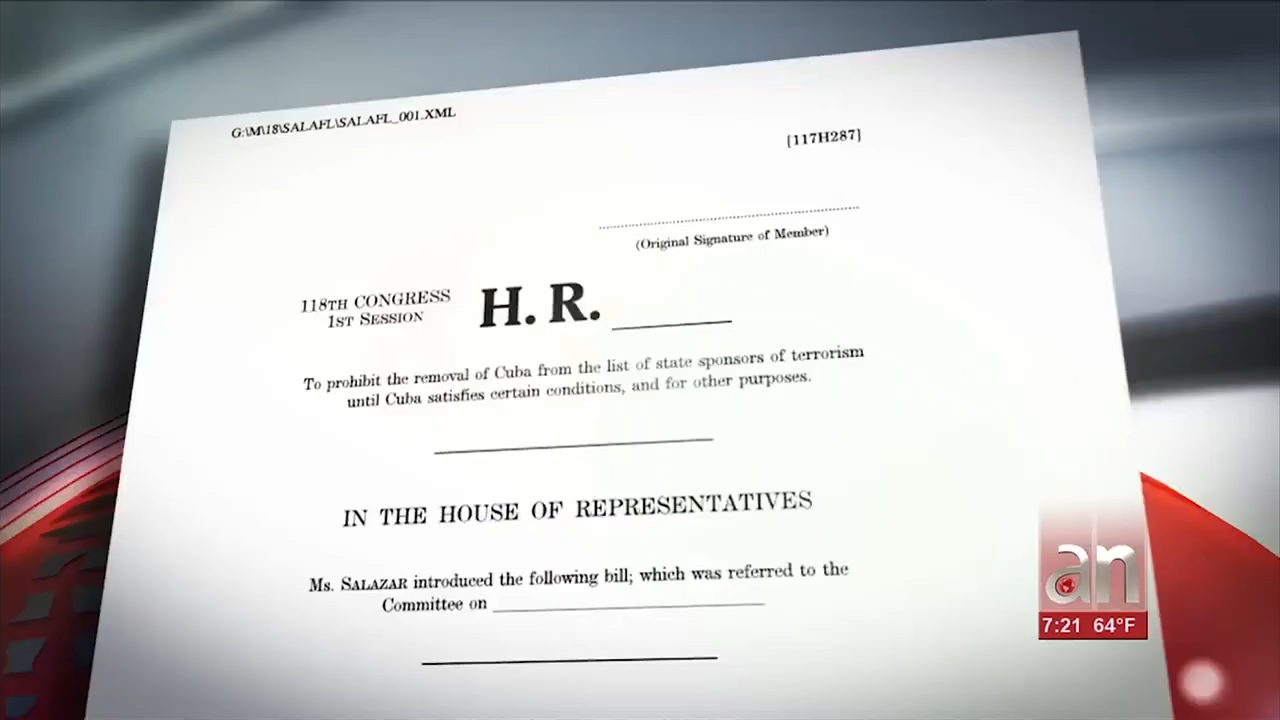 G:\M\18\SALAFL\SALAFL_001.XML
[117H287]
(Original Signature of Member)
118TH CONGRESS
1ST SESSION
H. R.
To prohibit the removal of Cuba from the list of state sponsors of terrorism
until Cuba satisfies certain conditions, and for other purposes.
IN THE HOUSE OF REPRESENTATIVES
Ms. SALAZAR introduced the following bill; which was referred to the
Committee on
an
7:21 64°F